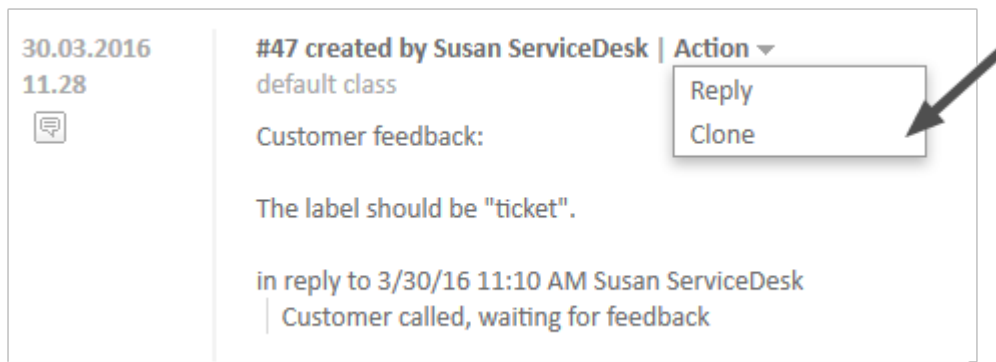 30.03.2016
11.28
#47 created by Susan ServiceDesk | Action
default class
Reply
Clone
Customer feedback:
The label should be "ticket".
in reply to 3/30/16 11:10 AM Susan ServiceDesk
Customer called, waiting for feedback